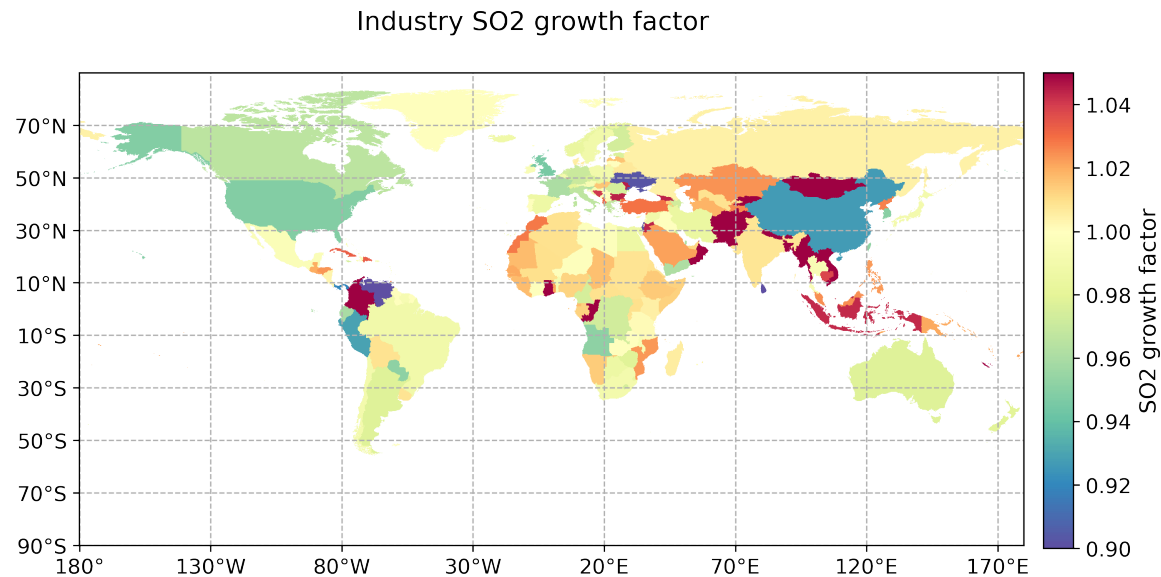 Industry SO2 growth factor
70°N
50°N
30°N
10°N
10°S
30°S
50°S
70°S
90°S
180°
130°W
80°W
30°W
20°E
70°E
120°E
170°E
1.04
1.02
1.00
0.98
0.96
0.94
0.92
0.90
SO2 growth factor